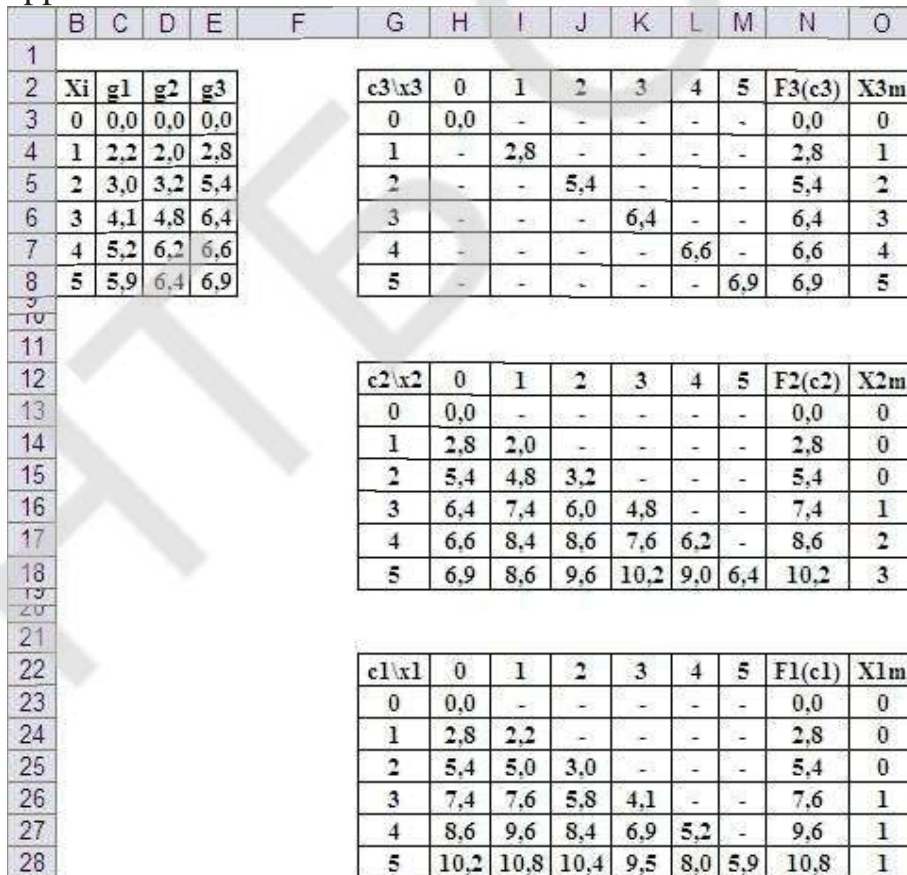 B C D E F G H I J K L M N O
1
2 Xi g1 g2 g3 c3\x3 0 1 2 3 4 5 F3(c3) X3m
3 0 0,0 0,0 0,0 0 0,0 - - - - - 0,0 0
4 1 2,2 2,0 2,8 1 - 2,8 - - - - 2,8 1
5 2 3,0 3,2 5,4 2 - - 5,4 - - - 5,4 2
6 3 4,1 4,8 6,4 3 - - - 6,4 - - 6,4 3
7 4 5,2 6,2 6,6 4 - - - - 6,6 - 6,6 4
8 5 5,9 6,4 6,9 5 - - - - - 6,9 6,9 5
9
10
11
12 c2\x2 0 1 2 3 4 5 F2(c2) X2m
13 0 0,0 - - - - - 0,0 0
14 1 2,8 2,0 - - - - 2,8 0
15 2 5,4 4,8 3,2 - - - 5,4 0
16 3 6,4 7,4 6,0 4,8 - - 7,4 1
17 4 6,6 8,4 8,6 7,6 6,2 - 8,6 2
18 5 6,9 8,6 9,6 10,2 9,0 6,4 10,2 3
19
20
21
22 c1\x1 0 1 2 3 4 5 F1(c1) X1m
23 0 0,0 - - - - - 0,0 0
24 1 2,8 2,2 - - - - 2,8 0
25 2 5,4 5,0 3,0 - - - 5,4 0
26 3 7,4 7,6 5,8 4,1 - - 7,6 1
27 4 8,6 9,6 8,4 6,9 5,2 - 9,6 1
28 5 10,2 10,8 10,4 9,5 8,0 5,9 10,8 1